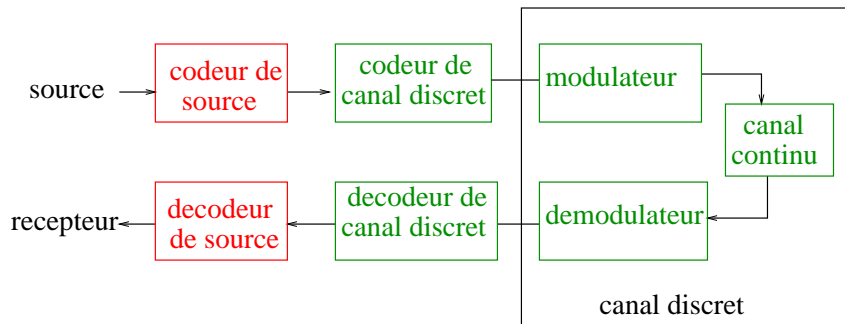 source
codeur de
source
codeur de
canal discret
modulateur
canal
continu
recepteur
decodeur
de source
decodeur de
canal discret
demodulateur
canal discret